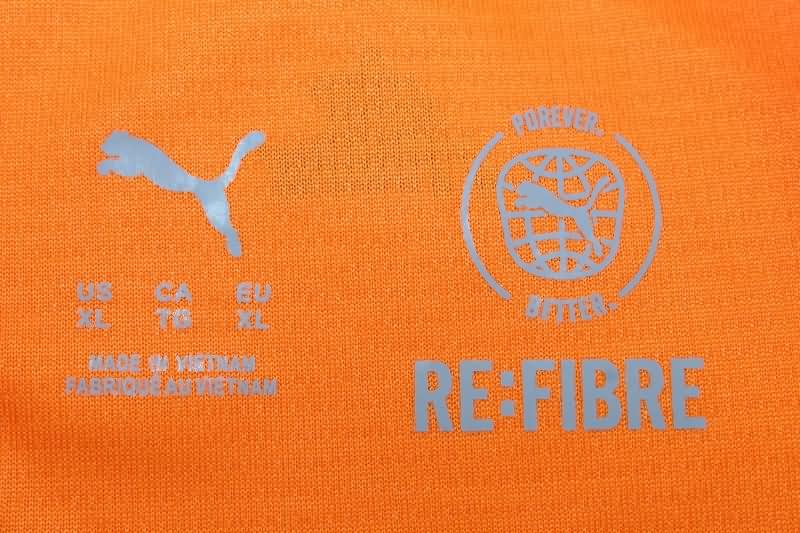 US CA EU
XL TG XL
MADE IN VIETNAM
FABRIQUÉ AU VIETNAM
FOREVER.
BETTER.
RE:FIBRE